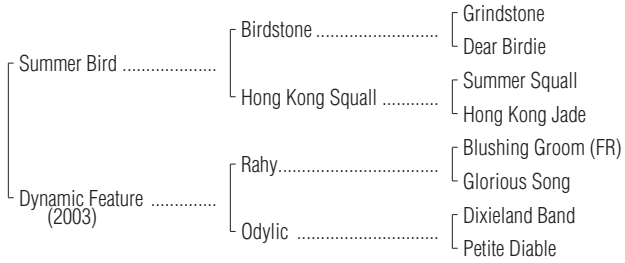 Grindstone
Birdstone ..........................
Dear Birdie
Summer Bird ....................
Summer Squall
Hong Kong Squall ............
Hong Kong Jade
Blushing Groom (FR)
Rahy..................................
Glorious Song
Dynamic Feature ..............
(2003)
Dixieland Band
Odylic ..............................
Petite Diable